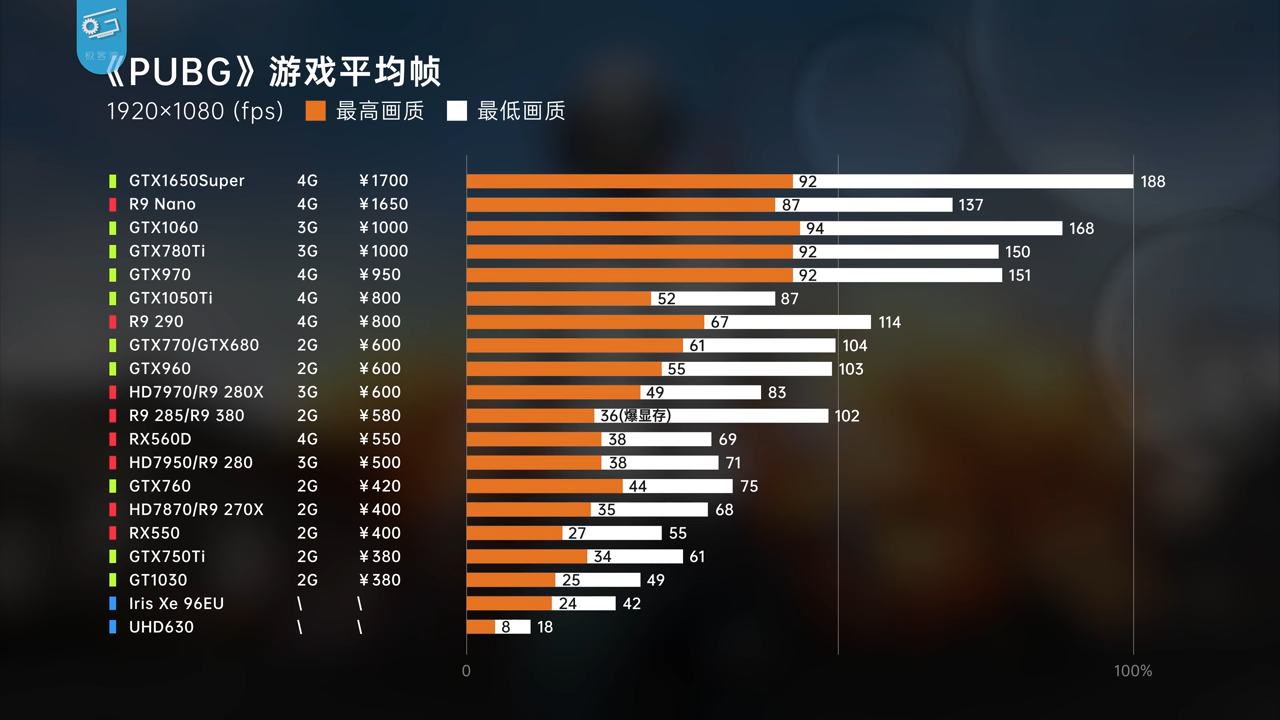 极客湾
《PUBG》游戏平均帧
1920×1080 (fps) 最高画质 最低画质
GTX1650Super 4G ¥1700 92 188
R9 Nano 4G ¥1650 87 137
GTX1060 3G ¥1000 94 168
GTX780Ti 3G ¥1000 92 150
GTX970 4G ¥950 92 151
GTX1050Ti 4G ¥800 52 87
R9 290 4G ¥800 67 114
GTX770/GTX680 2G ¥600 61 104
GTX960 2G ¥600 55 103
HD7970/R9 280X 3G ¥600 49 83
R9 285/R9 380 2G ¥580 36(爆显存) 102
RX560D 4G ¥550 38 69
HD7950/R9 280 3G ¥500 38 71
GTX760 2G ¥420 44 75
HD7870/R9 270X 2G ¥400 35 68
RX550 2G ¥400 27 55
GTX750Ti 2G ¥380 34 61
GT1030 2G ¥380 25 49
Iris Xe 96EU \ \ 24 42
UHD630 \ \ 8 18
0 100%